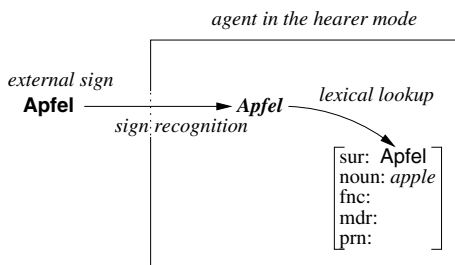 agent in the hearer mode
external sign
Apfel
Apfel
lexical lookup
sign recognition
sur: Apfel
noun: apple
fnc:
mdr:
prn: